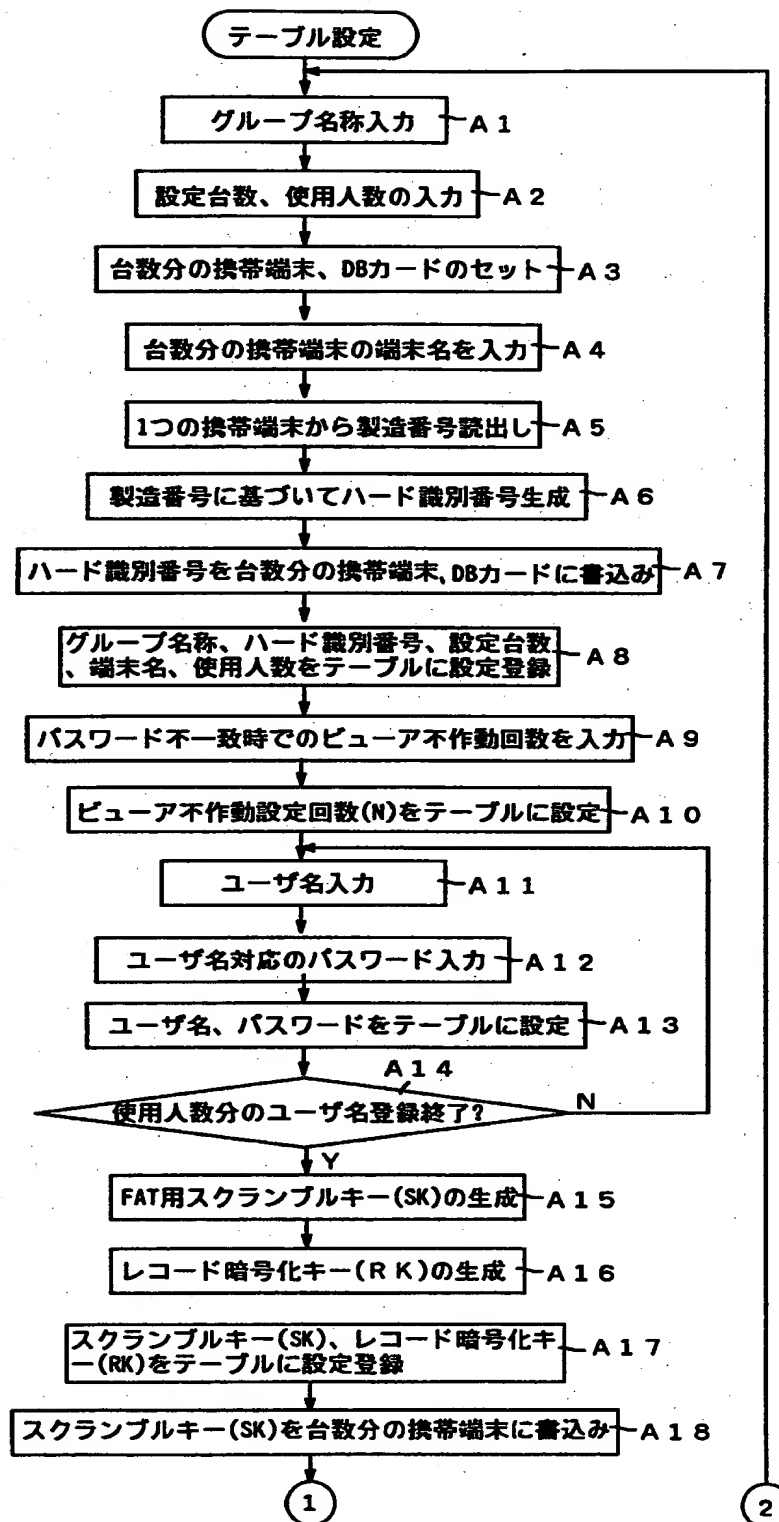 テーブル設定
グループ名称入力 A1
設定台数、使用人数の入力 A2
台数分の携帯端末、DBカードのセット A3
台数分の携帯端末の端末名を入力 A4
1つの携帯端末から製造番号読出し A5
製造番号に基づいてハード識別番号生成 A6
ハード識別番号を台数分の携帯端末、DBカードに書込み A7
グループ名称、ハード識別番号、設定台数
、端末名、使用人数をテーブルに設定登録 A8
パスワード不一致時でのビューア不作動回数を入力 A9
ビューア不作動設定回数(N)をテーブルに設定 A10
ユーザ名入力 A11
ユーザ名対応のパスワード入力 A12
ユーザ名、パスワードをテーブルに設定 A13
A14
使用人数分のユーザ名登録終了? N
Y
FAT用スクランブルキー(SK)の生成 A15
レコード暗号化キー(RK)の生成 A16
スクランブルキー(SK)、レコード暗号化キ
ー(RK)をテーブルに設定登録 A17
スクランブルキー(SK)を台数分の携帯端末に書込み A18
1 2